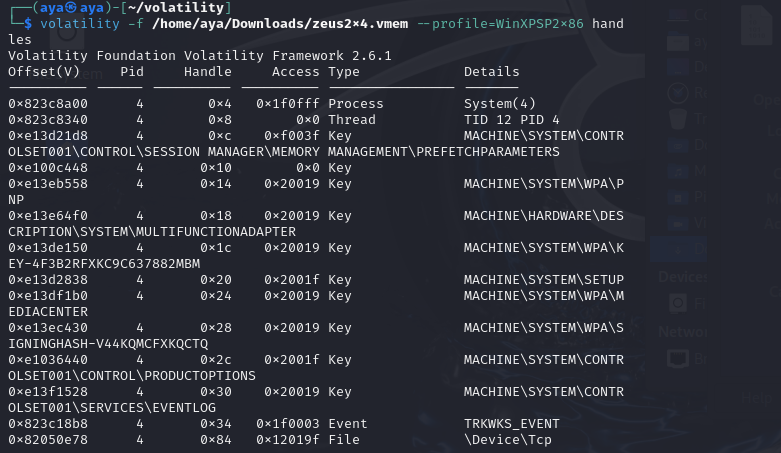 ┌──(aya㉿aya)-[~/volatility]
└─$ volatility -f /home/aya/Downloads/zeus2×4.vmem --profile=WinXPSP2×86 hand
les
Volatility Foundation Volatility Framework 2.6.1
Offset(V)     Pid     Handle     Access Type             Details
---------- ------ ---------- ---------- ---------------- -------
0×823c8a00      4        0×4   0×1f0fff Process          System(4)
0×823c8340      4        0×8        0×0 Thread           TID 12 PID 4
0×e13d21d8      4        0×c    0×f003f Key              MACHINE\SYSTEM\CONTR
OLSET001\CONTROL\SESSION MANAGER\MEMORY MANAGEMENT\PREFETCHPARAMETERS
0×e100c448      4       0×10        0×0 Key
0×e13eb558      4       0×14    0×20019 Key              MACHINE\SYSTEM\WPA\P
NP
0×e13e64f0      4       0×18    0×20019 Key              MACHINE\HARDWARE\DES
CRIPTION\SYSTEM\MULTIFUNCTIONADAPTER
0×e13de150      4       0×1c    0×20019 Key              MACHINE\SYSTEM\WPA\K
EY-4F3B2RFXKC9C637882MBM
0×e13d2838      4       0×20    0×2001f Key              MACHINE\SYSTEM\SETUP
0×e13df1b0      4       0×24    0×20019 Key              MACHINE\SYSTEM\WPA\M
EDIACENTER
0×e13ec430      4       0×28    0×20019 Key              MACHINE\SYSTEM\WPA\S
IGNINGHASH-V44KQMCFXKQCTQ
0×e1036440      4       0×2c    0×2001f Key              MACHINE\SYSTEM\CONTR
OLSET001\CONTROL\PRODUCTOPTIONS
0×e13f1528      4       0×30    0×20019 Key              MACHINE\SYSTEM\CONTR
OLSET001\SERVICES\EVENTLOG
0×823c18b8      4       0×34   0×1f0003 Event            TRKWKS_EVENT
0×82050e78      4       0×84   0×12019f File             \Device\Tcp
Devices